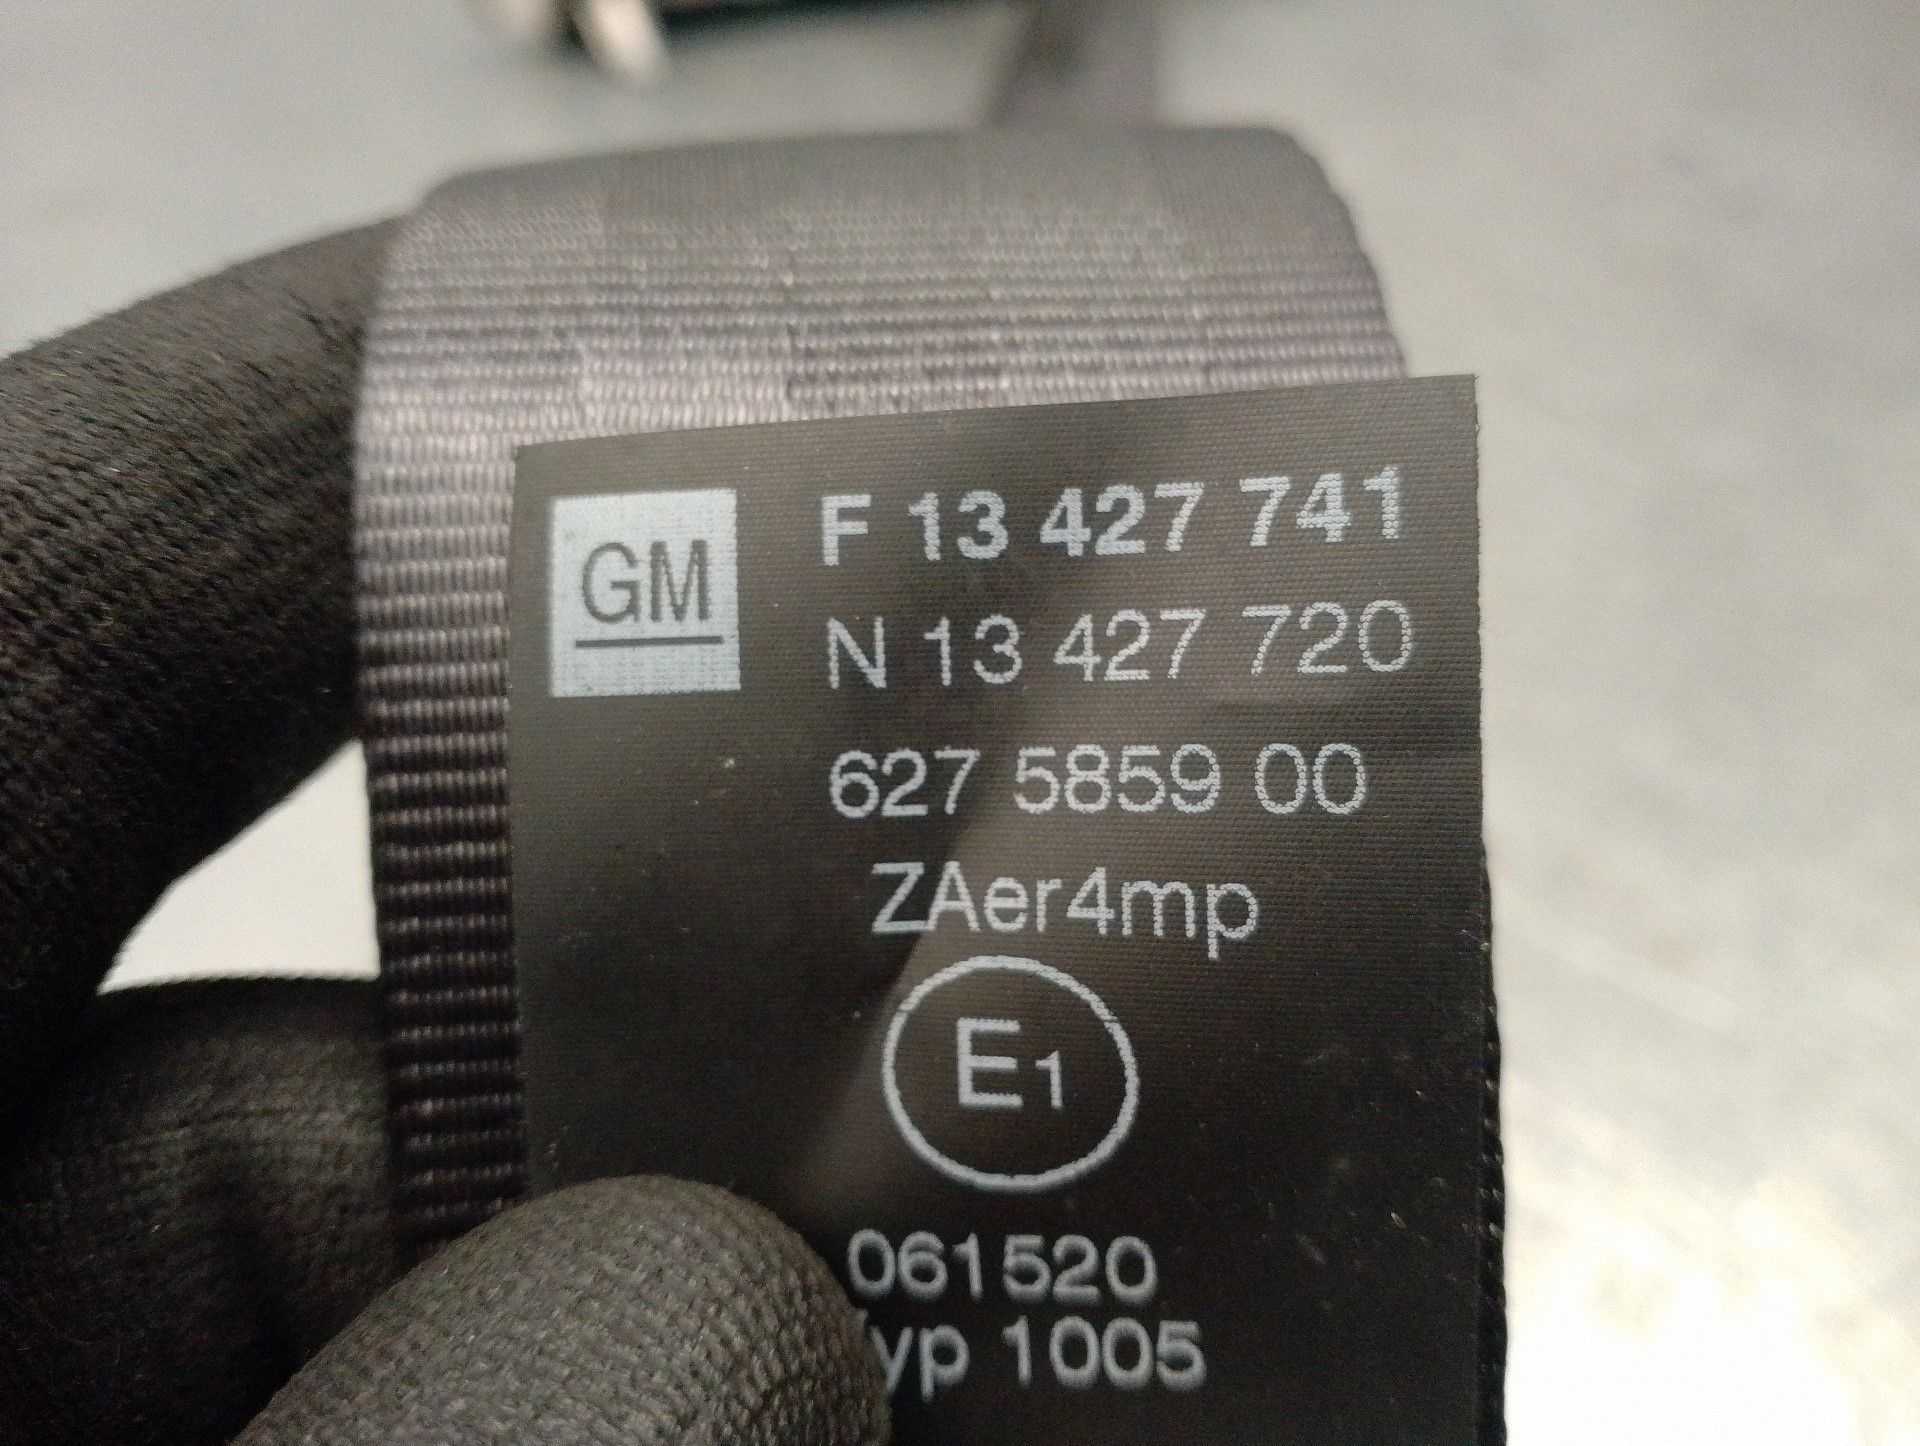 GM
F 13 427 741
N 13 427 720
627 5859 00
ZAer4mp
E1
061520
yp 1005